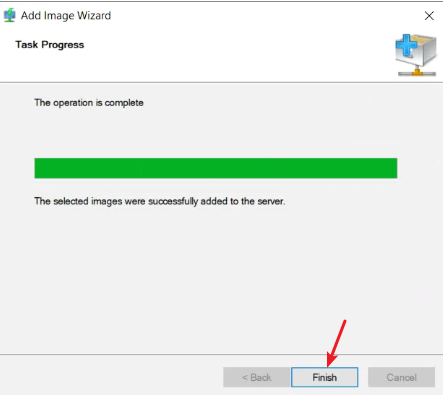 Add Image Wizard
Task Progress
The operation is complete
The selected images were successfully added to the server.
< Back
Finish
Cancel